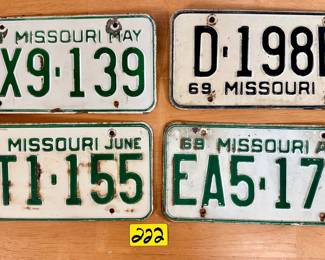 MISSOURI MAY
X9-139
D-198
69 MISSOURI
MISSOURI JUNE
T1-155
69 MISSOURI A
EA5-17
222